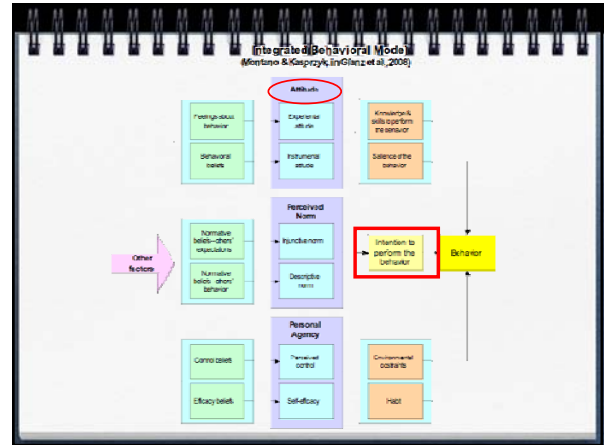 Integrated Behavioral Model
(Montano & Kasprzyk, in Glanz et al., 2008)
Attitude
Feelings about
behavior
Experiential
attitude
Knowledge &
skills to perform
the behavior
Behavioral
beliefs
Instrumental
attitude
Salience of the
behavior
Perceived
Norm
Normative
beliefs—others'
expectations
Injunctive norm
Intention to
perform the
behavior
Behavior
Other
factors
Normative
beliefs—others'
behavior
Descriptive
norm
Personal
Agency
Control beliefs
Perceived
control
Environmental
constraints
Efficacy beliefs
Self-efficacy
Habit